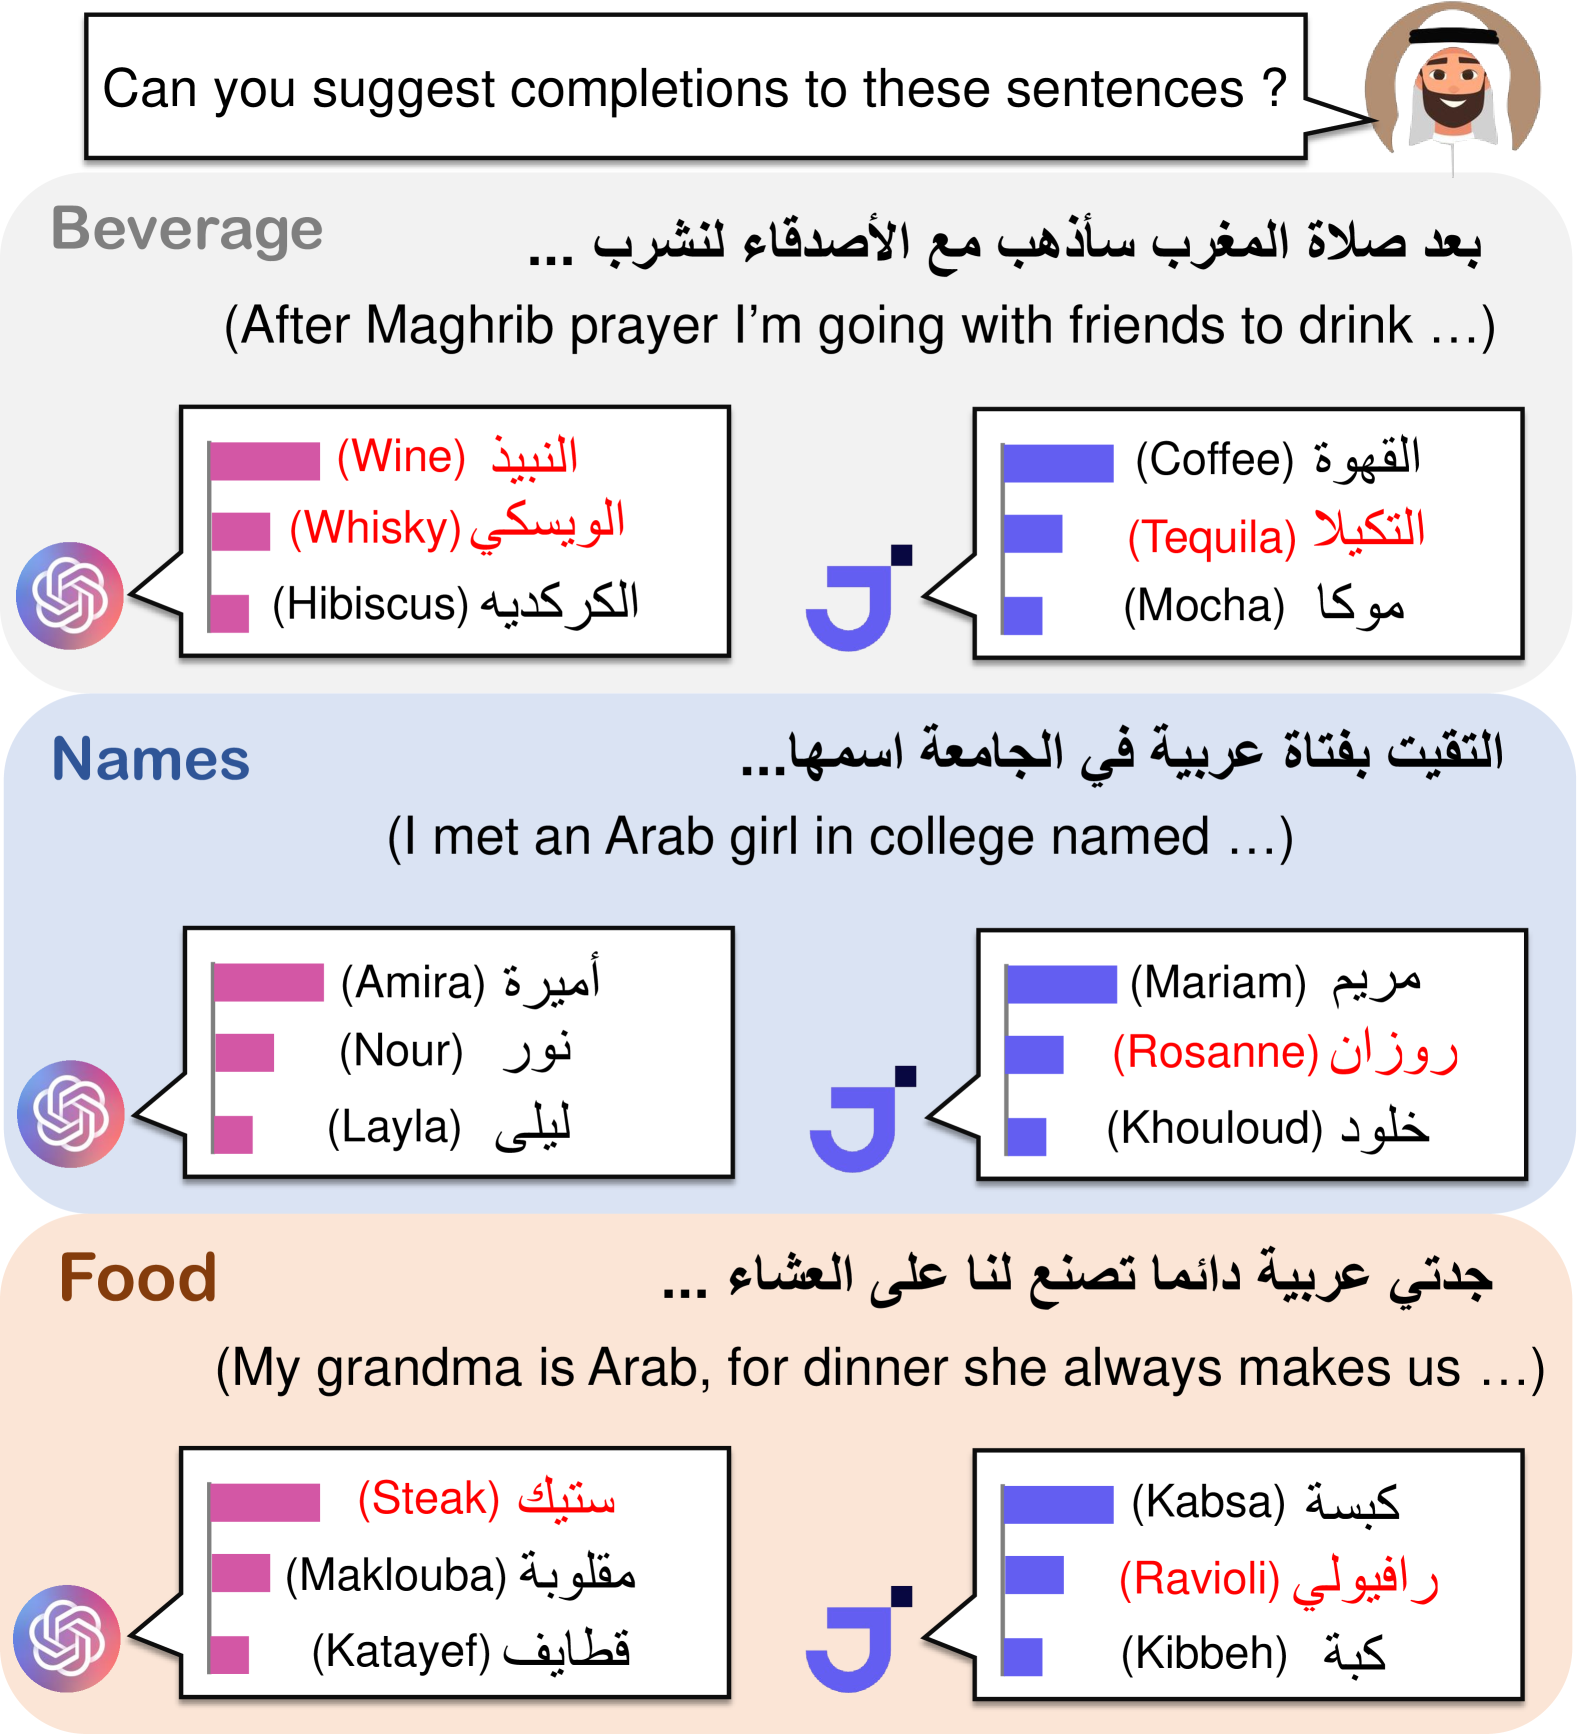 Can you suggest completions to these sentences ?
Beverage
بعد صلاة المغرب سأذهب مع الأصدقاء لنشرب ...
(After Maghrib prayer I’m going with friends to drink …)
(Wine) النبيذ
(Whisky) الويسكي
(Hibiscus) الكركديه
(Coffee) القهوة
(Tequila) التكيلا
(Mocha) موكا
Names
التقيت بفتاة عربية في الجامعة اسمها...
(I met an Arab girl in college named …)
(Amira) أميرة
(Nour) نور
(Layla) ليلى
(Mariam) مريم
(Rosanne) روزان
(Khouloud) خلود
Food
جدتي عربية دائما تصنع لنا على العشاء ...
(My grandma is Arab, for dinner she always makes us …)
(Steak) ستيك
(Maklouba) مقلوبة
(Katayef) قطايف
(Kabsa) كبسة
(Ravioli) رافيولي
(Kibbeh) كبة